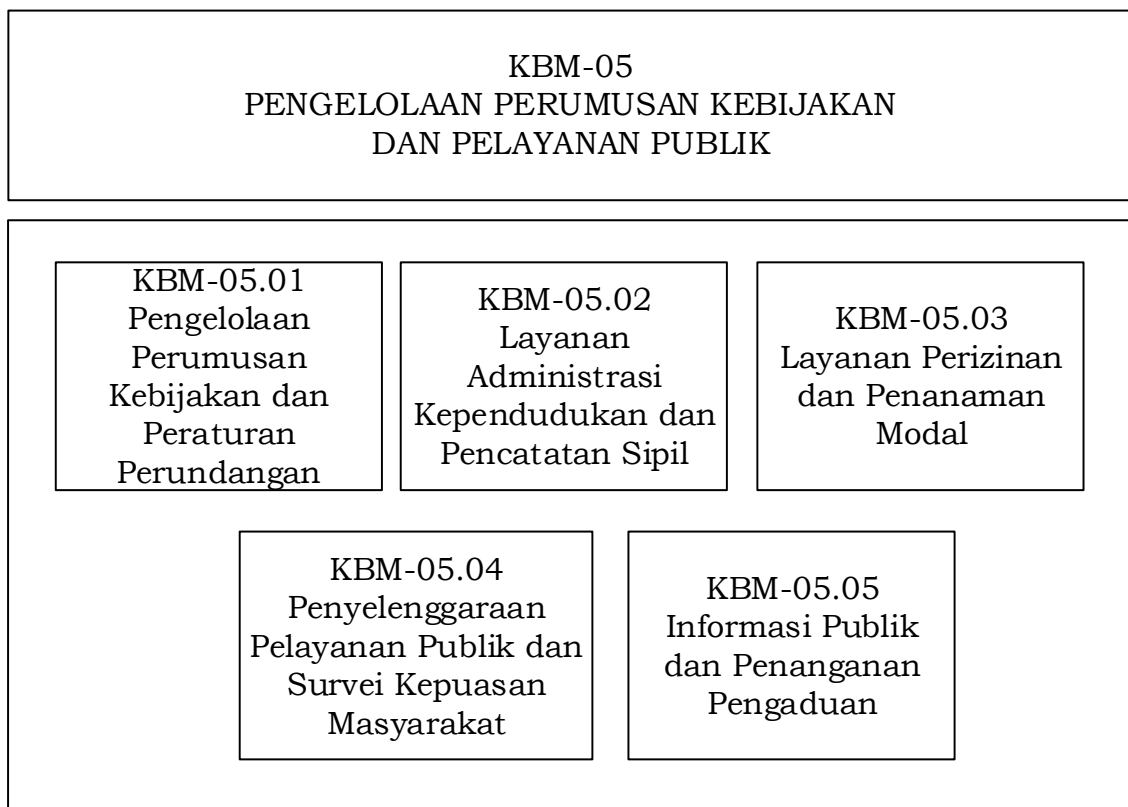 KBM-05
PENGELOLAAN PERUMUSAN KEBIJAKAN
DAN PELAYANAN PUBLIK
KBM-05.01
Pengelolaan
Perumusan
Kebijakan dan
Peraturan
Perundangan
KBM-05.02
Layanan
Administrasi
Kependudukan dan
Pencatatan Sipil
KBM-05.03
Layanan Perizinan
dan Penanaman
Modal
KBM-05.04
Penyelenggaraan
Pelayanan Publik dan
Survei Kepuasan
Masyarakat
KBM-05.05
Informasi Publik
dan Penanganan
Pengaduan